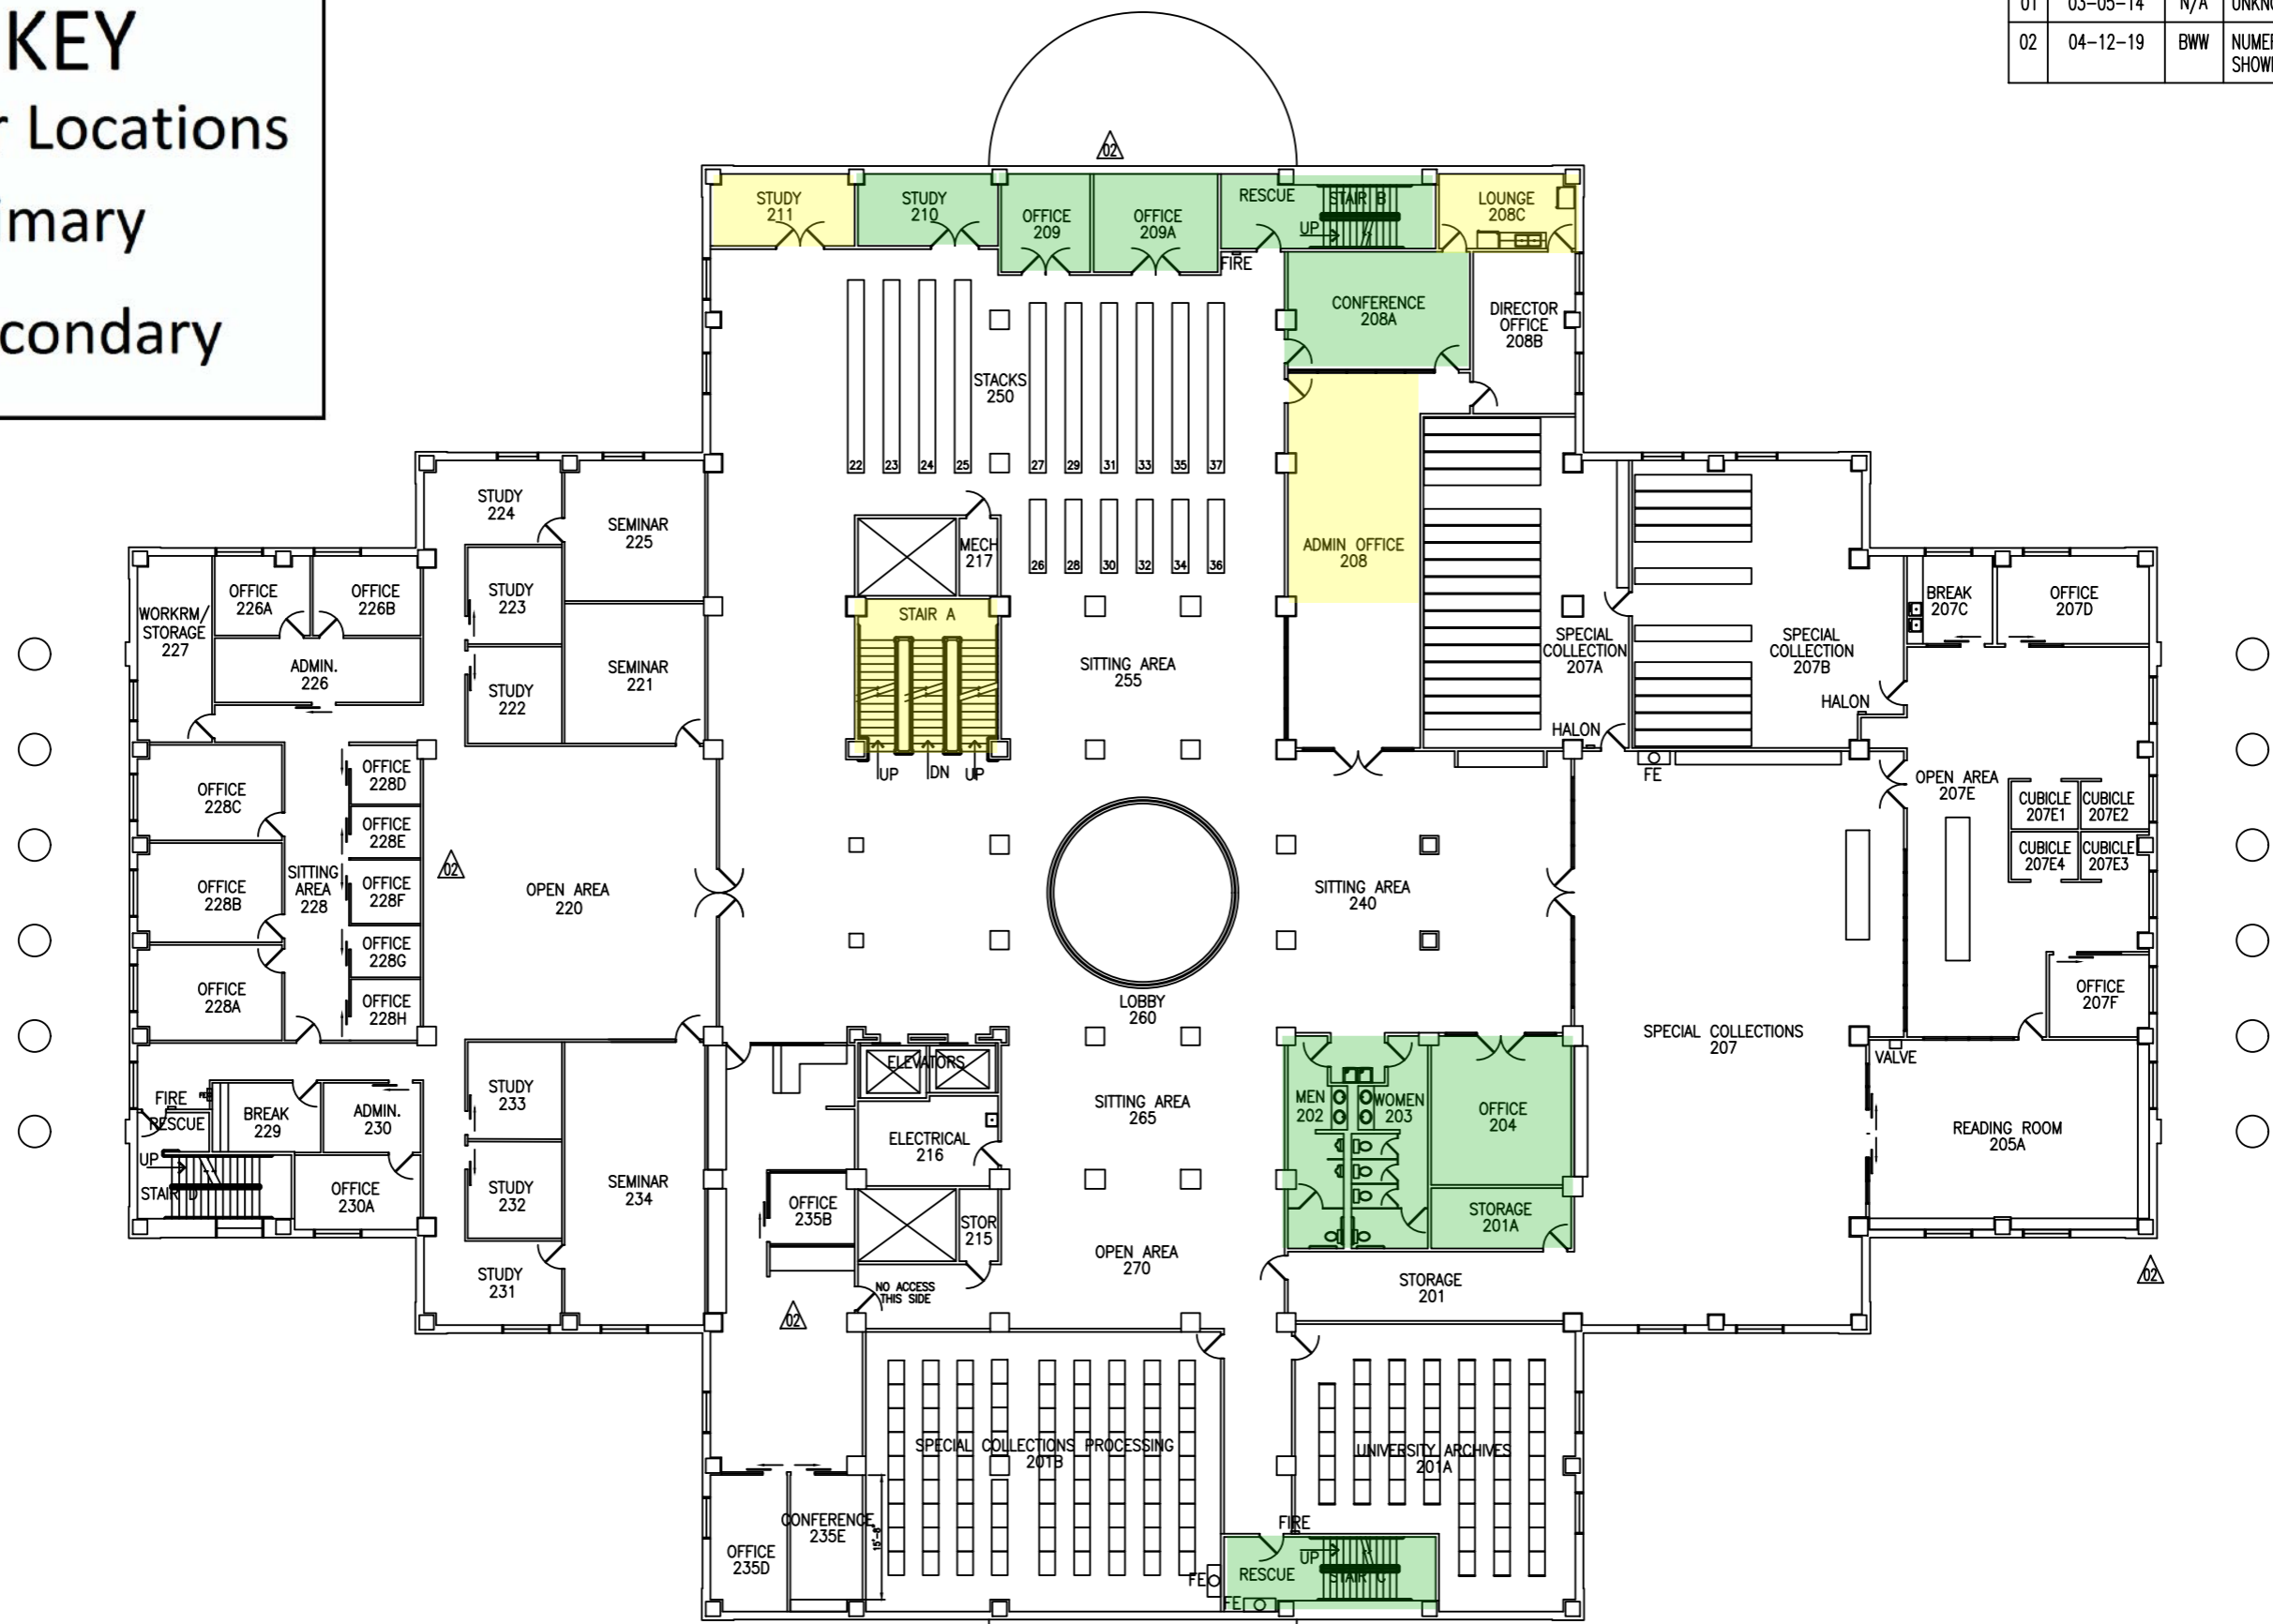 KEY
r Locations
imary
condary
01 03-05-14 N/A UNKN
02 04-12-19 BWW NUME
SHOW
02
STUDY
211
STUDY
210
OFFICE
209
OFFICE
209A
RESCUE
STAIR B
UP
FIRE
LOUNGE
208C
CONFERENCE
208A
DIRECTOR
OFFICE
208B
STACKS
250
22 23 24 25 27 29 31 33 35 37
26 28 30 32 34 36
MECH
217
ADMIN OFFICE
208
STUDY
224
SEMINAR
225
STUDY
223
STUDY
222
SEMINAR
221
WORKRM/
STORAGE
227
OFFICE
226A
OFFICE
226B
ADMIN.
226
STAIR A
UP DN UP
SITTING AREA
255
SPECIAL
COLLECTION
207A
SPECIAL
COLLECTION
207B
HALON
HALON
FE
BREAK
207C
OFFICE
207D
OPEN AREA
207E
CUBICLE
207E1
CUBICLE
207E2
CUBICLE
207E4
CUBICLE
207E3
OFFICE
207F
OFFICE
228C
OFFICE
228B
OFFICE
228A
SITTING
AREA
228
OFFICE
228D
OFFICE
228E
OFFICE
228F
OFFICE
228G
OFFICE
228H
02
OPEN AREA
220
SITTING AREA
240
LOBBY
260
SPECIAL COLLECTIONS
207
VALVE
READING ROOM
205A
02
FIRE
RESCUE
UP
STAIR D
BREAK
229
ADMIN.
230
OFFICE
230A
STUDY
233
STUDY
232
STUDY
231
SEMINAR
234
ELEVATORS
ELECTRICAL
216
OFFICE
235B
STOR
215
NO ACCESS
THIS SIDE
02
SITTING AREA
265
OPEN AREA
270
MEN
202
WOMEN
203
OFFICE
204
STORAGE
201A
STORAGE
201
SPECIAL COLLECTIONS PROCESSING
201B
UNIVERSITY ARCHIVES
201A
OFFICE
235D
CONFERENCE
235E
15'-8"
FIRE
UP
RESCUE
STAIR C
FE
FE